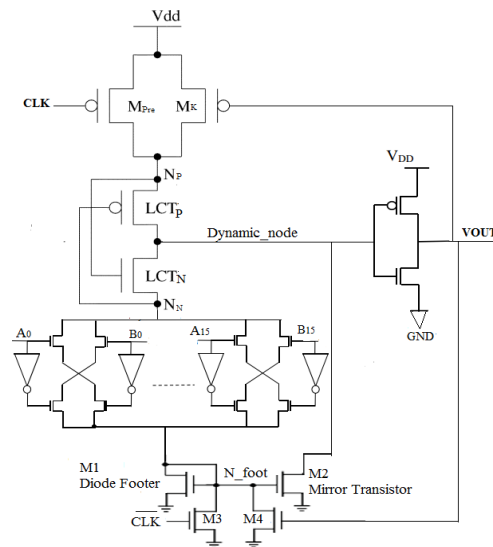 Vdd
CLK
MPre
MK
NP
VDD
LCTP
Dynamic_node
VOUT
LCTN
NN
GND
A0
B0
A15
B15
M1
Diode Footer
N_foot
M2
Mirror Transistor
CLK
M3
M4